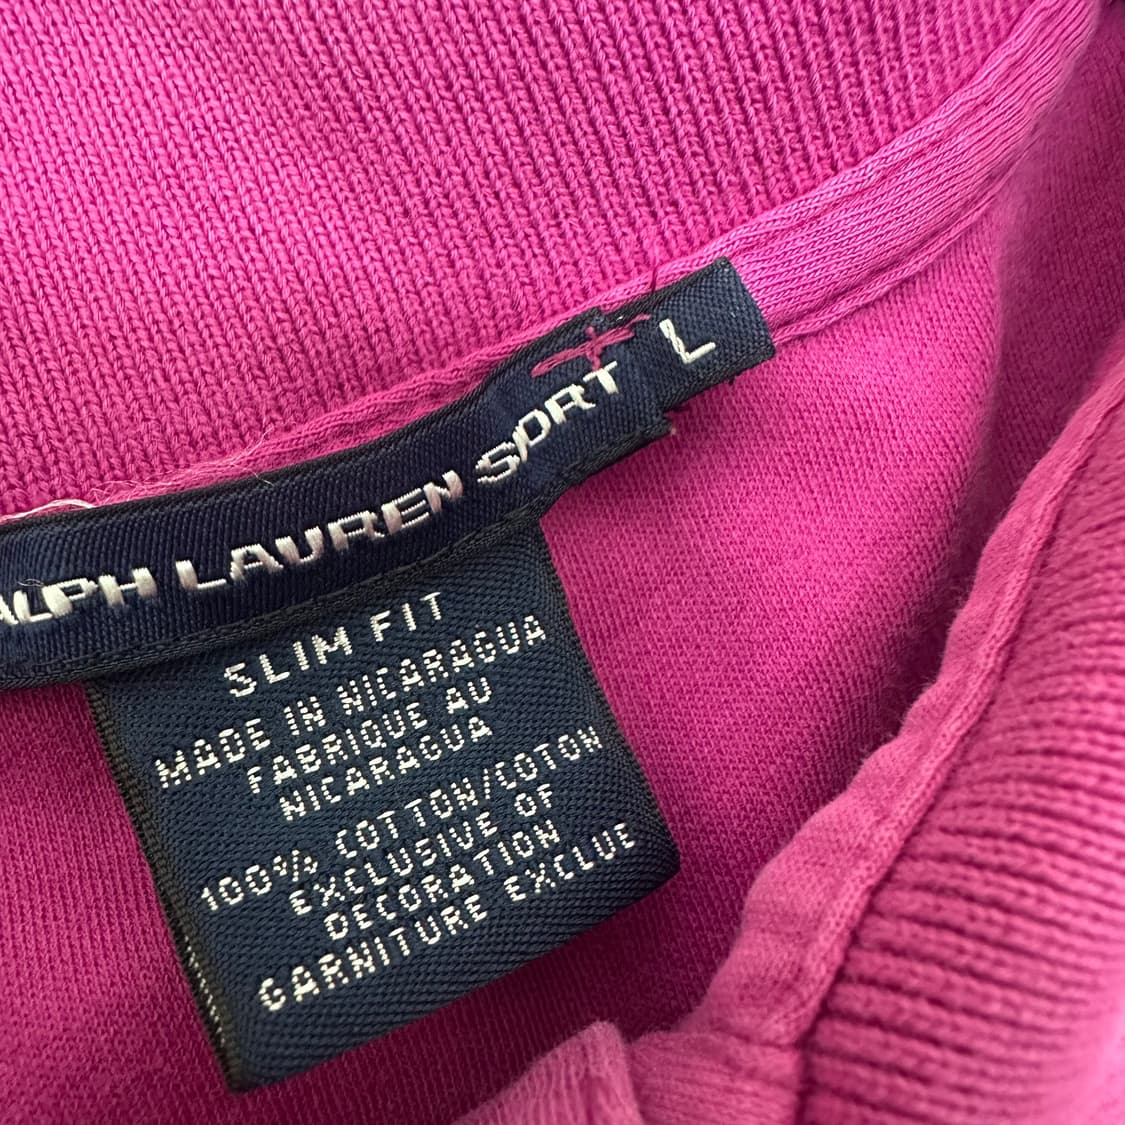 ALPH LAUREN SPORT
L
SLIM FIT
MADE IN NICARAGUA
FABRIQUE AU
NICARAGUA
100% COTTON/COTON
EXCLUSIVE OF
DECORATION
GARNITURE EXCLUE